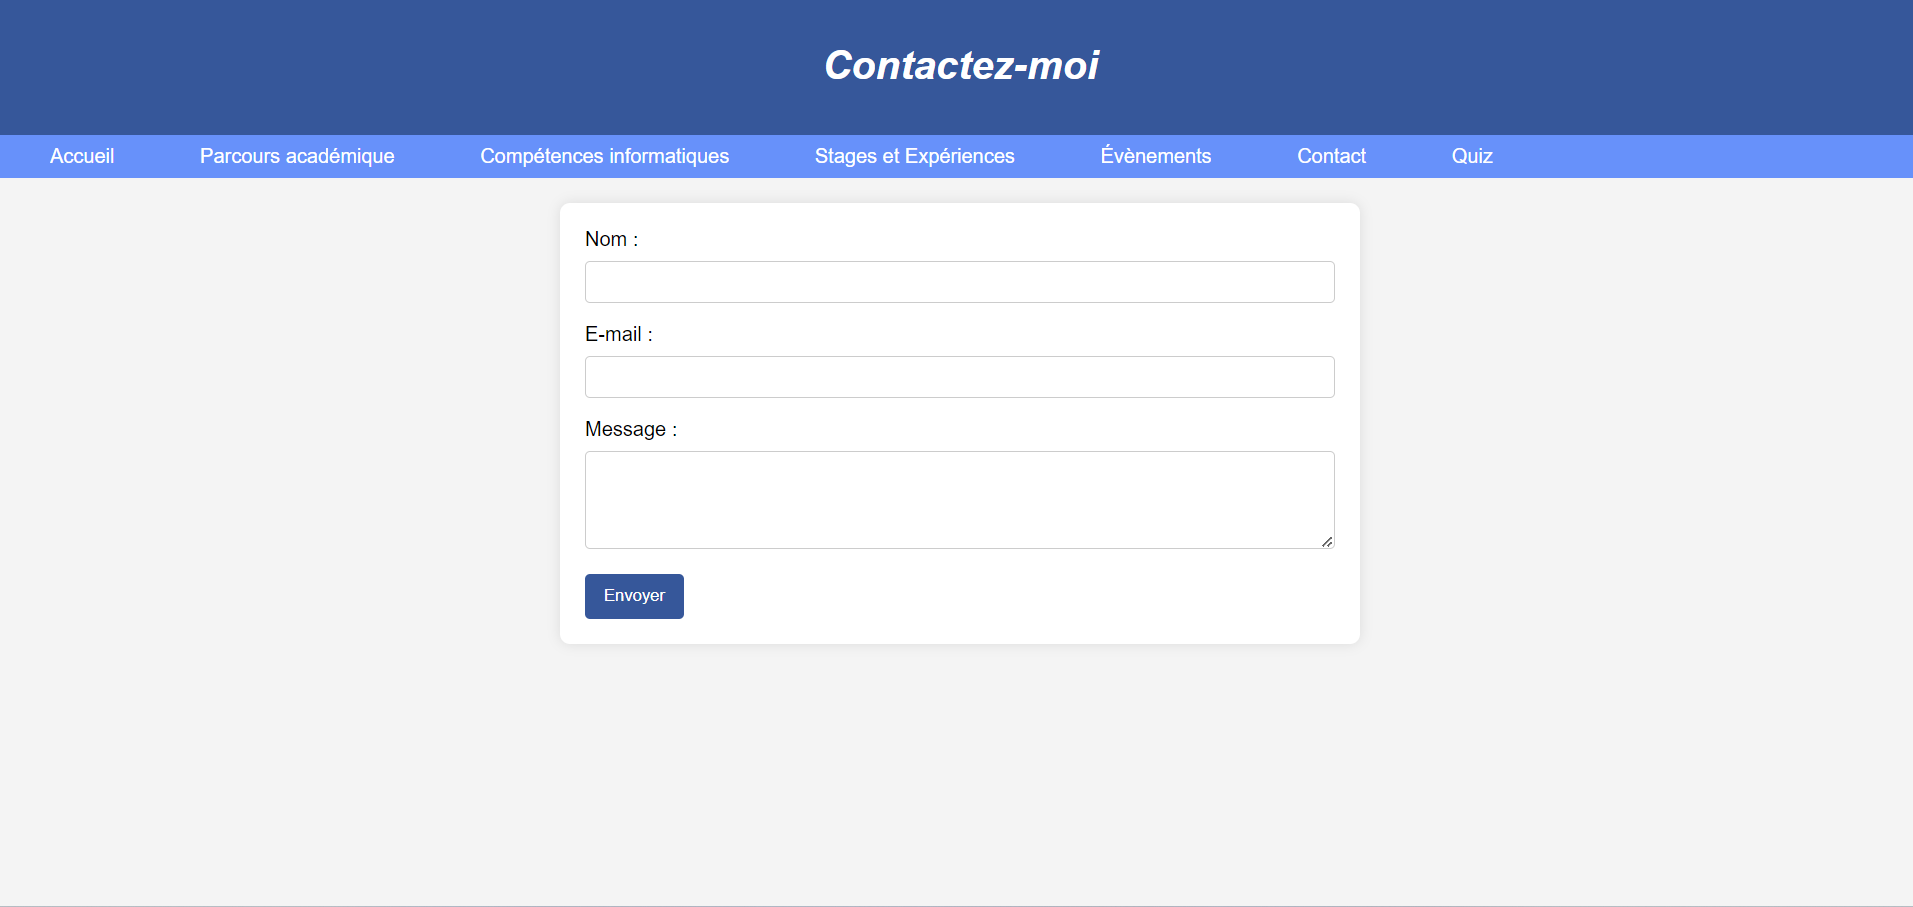 Contactez-moi
Accueil Parcours académique Compétences informatiques Stages et Expériences Évènements Contact Quiz
Nom :
E-mail :
Message :
Envoyer